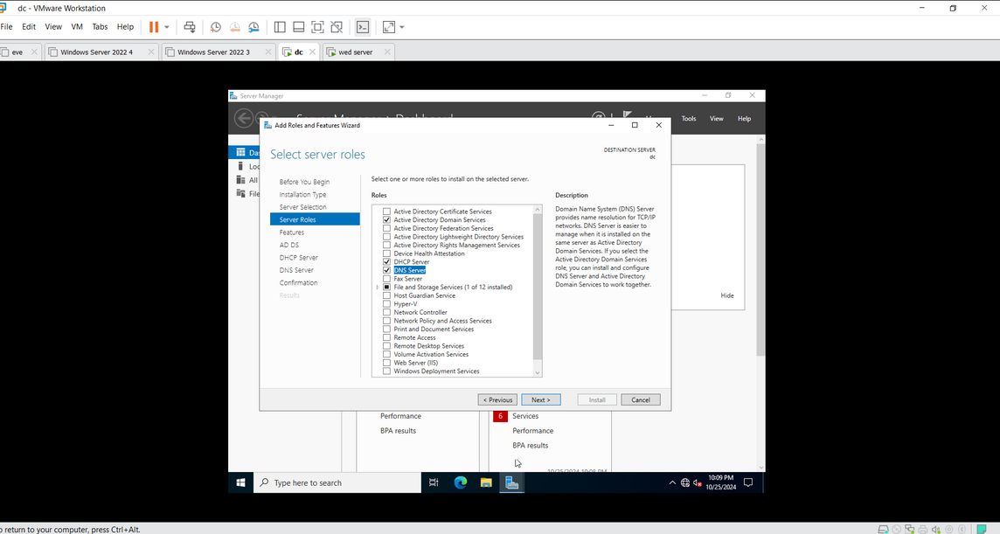 dc - VMware Workstation
File Edit View VM Tabs Help
eve
Windows Server 2022 4
Windows Server 2022 3
dc
wed server
Server Manager
Tools View Help
Add Roles and Features Wizard
Select server roles
DESTINATION SERVER
dc
Das
Loc
All
File
Before You Begin
Installation Type
Server Selection
Server Roles
Features
AD DS
DHCP Server
DNS Server
Confirmation
Results
Select one or more roles to install on the selected server.
Roles
Active Directory Certificate Services
Active Directory Domain Services
Active Directory Federation Services
Active Directory Lightweight Directory Services
Active Directory Rights Management Services
Device Health Attestation
DHCP Server
DNS Server
Fax Server
File and Storage Services (1 of 12 installed)
Host Guardian Service
Hyper-V
Network Controller
Network Policy and Access Services
Print and Document Services
Remote Access
Remote Desktop Services
Volume Activation Services
Web Server (IIS)
Windows Deployment Services
Description
Domain Name System (DNS) Server
provides name resolution for TCP/IP
networks. DNS Server is easier to
manage when it is installed on the
same server as Active Directory
Domain Services. If you select the
Active Directory Domain Services
role, you can install and configure
DNS Server and Active Directory
Domain Services to work together.
Hide
< Previous
Next >
Install
Cancel
Performance
BPA results
6 Services
Performance
BPA results
10/25/2024 10:08 PM
Type here to search
10:09 PM
10/25/2024
o return to your computer, press Ctrl+Alt.